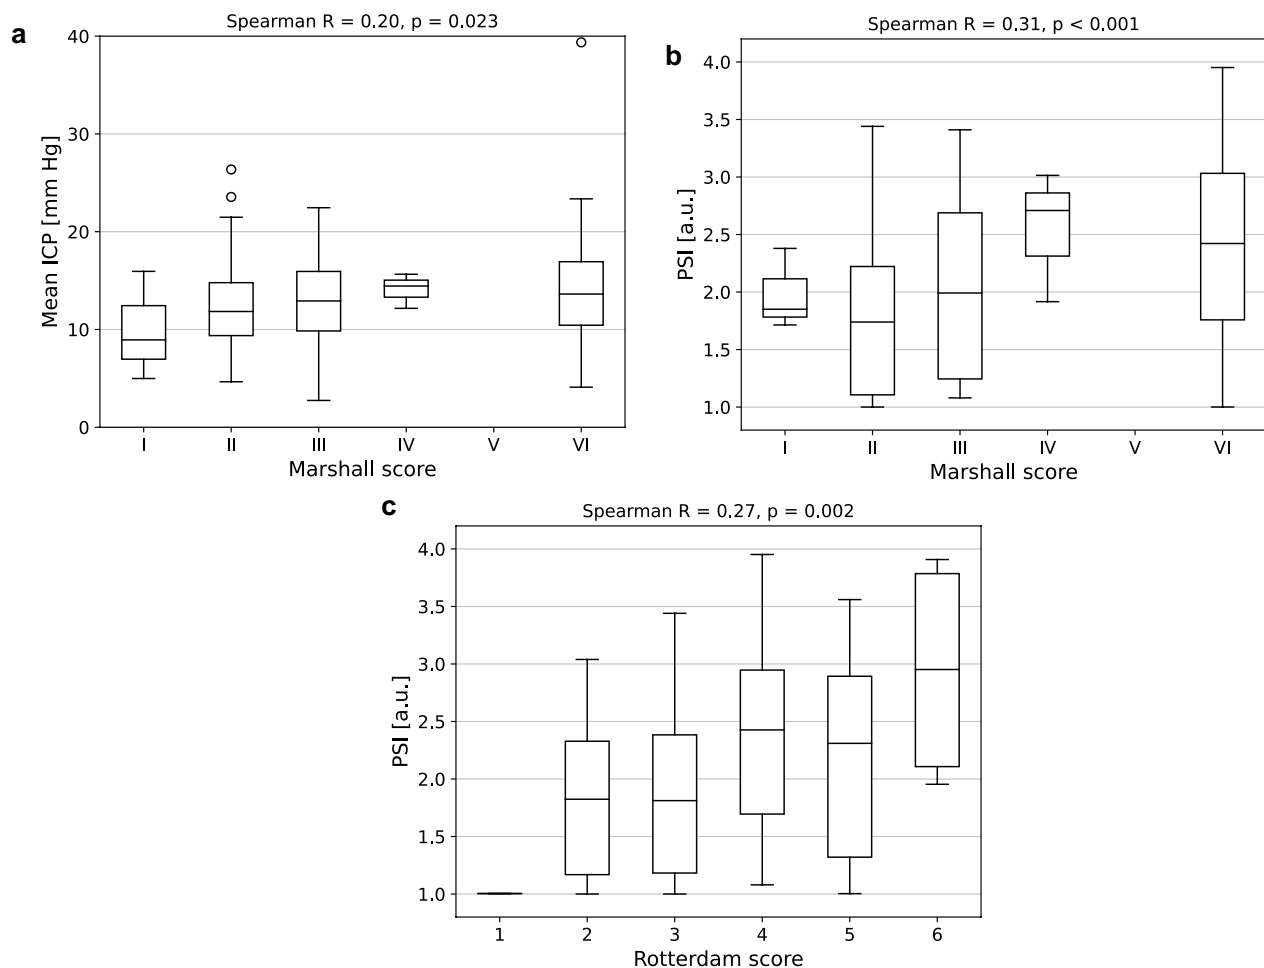 a
Spearman R = 0.20, p = 0.023
Mean ICP [mm Hg]
40
30
20
10
0
I II III IV V VI
Marshall score
b
Spearman R = 0.31, p < 0.001
PSI [a.u.]
4.0
3.5
3.0
2.5
2.0
1.5
1.0
I II III IV V VI
Marshall score
c
Spearman R = 0.27, p = 0.002
PSI [a.u.]
4.0
3.5
3.0
2.5
2.0
1.5
1.0
1 2 3 4 5 6
Rotterdam score